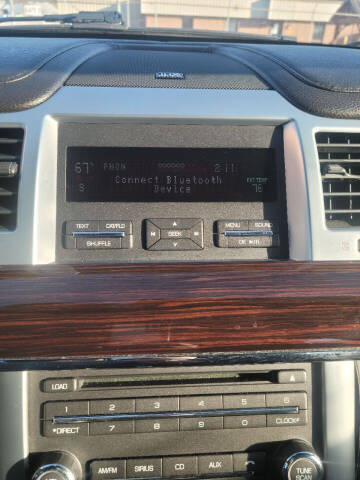 67° PHON 2:11
Connect Bluetooth EXT TEMP
S Device 76
TEXT CAT/FLD MENU SOUND
SEEK
SHUFFLE OK
LOAD
1 2 3 4 5 6
*DIRECT 7 8 9 0 CLOCK*
AM/FM SIRIUS CD AUX TUNE
SCAN